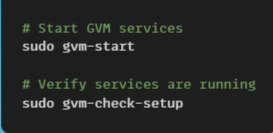 # Start GVM services
sudo gvm-start
# Verify services are running
sudo gvm-check-setup